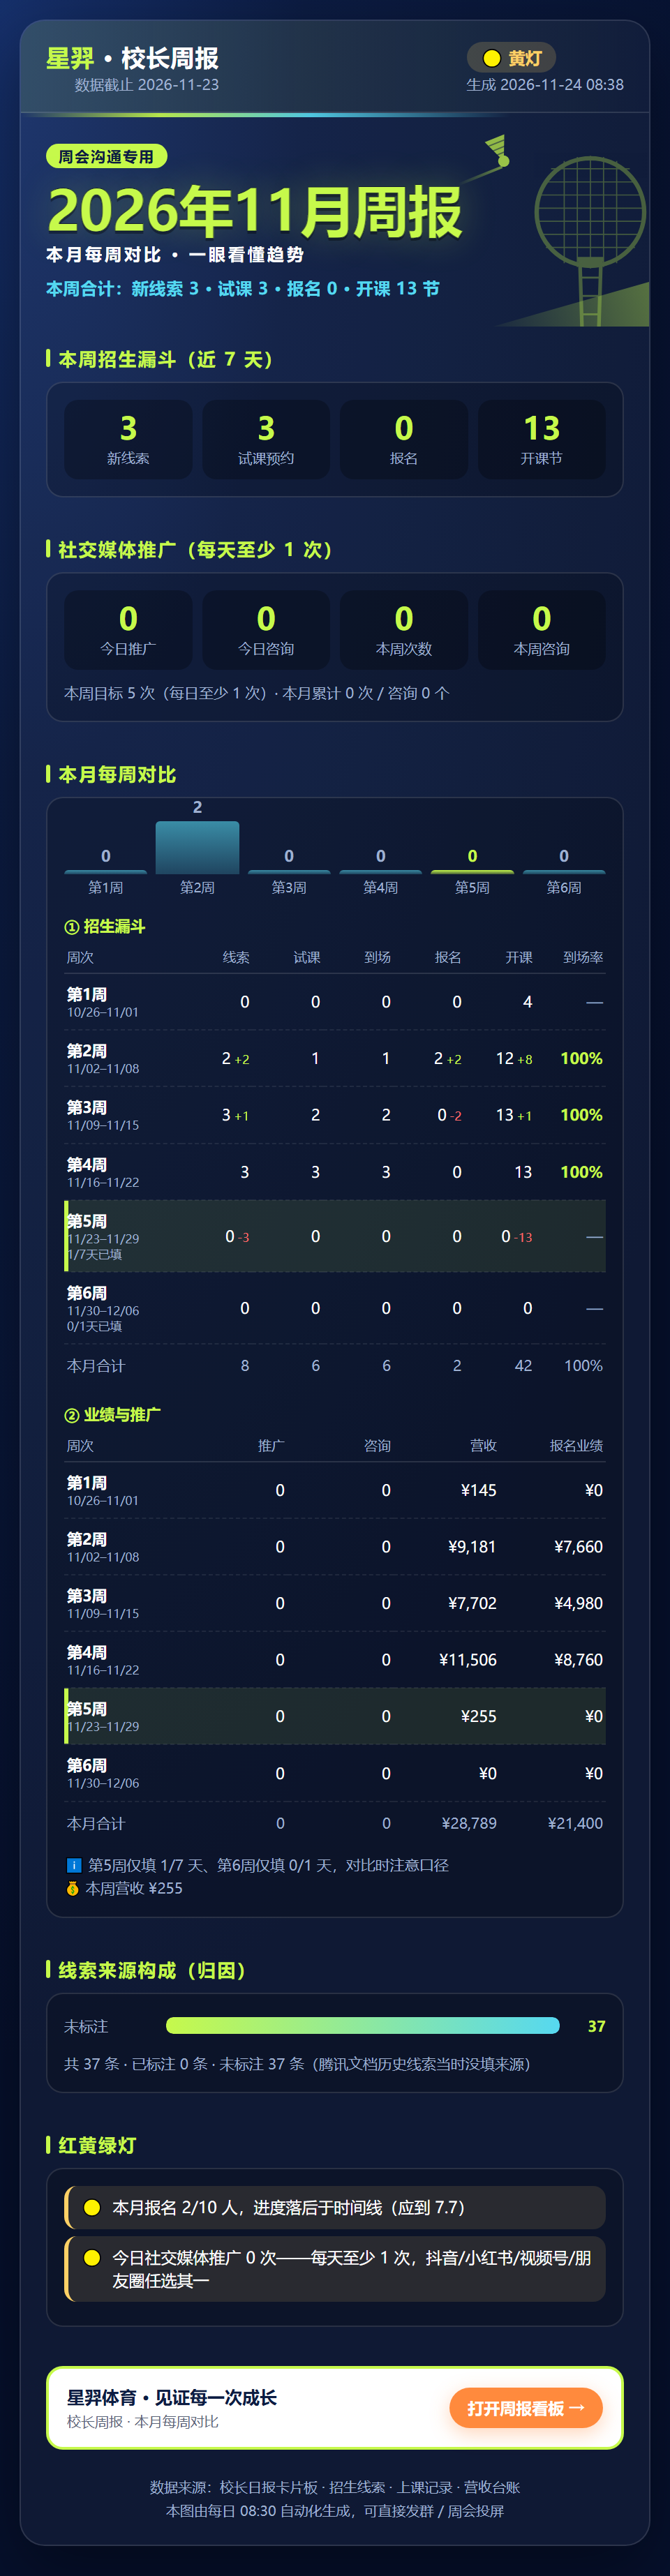 星羿 · 校长周报
黄灯
数据截止 2026-11-23
生成 2026-11-24 08:38
周会沟通专用
2026年11月周报
本月每周对比 · 一眼看懂趋势
本周合计：新线索 3 · 试课 3 · 报名 0 · 开课 13 节
本周招生漏斗（近 7 天）
3 3 0 13
新线索 试课预约 报名 开课节
社交媒体推广（每天至少 1 次）
0 0 0 0
今日推广 今日咨询 本周次数 本周咨询
本周目标 5 次（每日至少 1 次）· 本月累计 0 次 / 咨询 0 个
本月每周对比
0 2 0 0 0 0
第1周 第2周 第3周 第4周 第5周 第6周
① 招生漏斗
周次 线索 试课 到场 报名 开课 到场率
第1周
10/26–11/01
0 0 0 0 4 —
第2周
11/02–11/08
2 +2 1 1 2 +2 12 +8 100%
第3周
11/09–11/15
3 +1 2 2 0 -2 13 +1 100%
第4周
11/16–11/22
3 3 3 0 13 100%
第5周
11/23–11/29
1/7天已填
0 -3 0 0 0 0 -13 —
第6周
11/30–12/06
0/1天已填
0 0 0 0 0 —
本月合计 8 6 6 2 42 100%
② 业绩与推广
周次 推广 咨询 营收 报名业绩
第1周
10/26–11/01
0 0 ¥145 ¥0
第2周
11/02–11/08
0 0 ¥9,181 ¥7,660
第3周
11/09–11/15
0 0 ¥7,702 ¥4,980
第4周
11/16–11/22
0 0 ¥11,506 ¥8,760
第5周
11/23–11/29
0 0 ¥255 ¥0
第6周
11/30–12/06
0 0 ¥0 ¥0
本月合计 0 0 ¥28,789 ¥21,400
ℹ️ 第5周仅填 1/7 天、第6周仅填 0/1 天，对比时注意口径
💰 本周营收 ¥255
线索来源构成（归因）
未标注 37
共 37 条 · 已标注 0 条 · 未标注 37 条（腾讯文档历史线索当时没填来源）
红黄绿灯
本月报名 2/10 人，进度落后于时间线（应到 7.7）
今日社交媒体推广 0 次——每天至少 1 次，抖音/小红书/视频号/朋
友圈任选其一
星羿体育 · 见证每一次成长
校长周报 · 本月每周对比
打开周报看板 →
数据来源：校长日报卡片板 · 招生线索 · 上课记录 · 营收台账
本图由每日 08:30 自动化生成，可直接发群 / 周会投屏